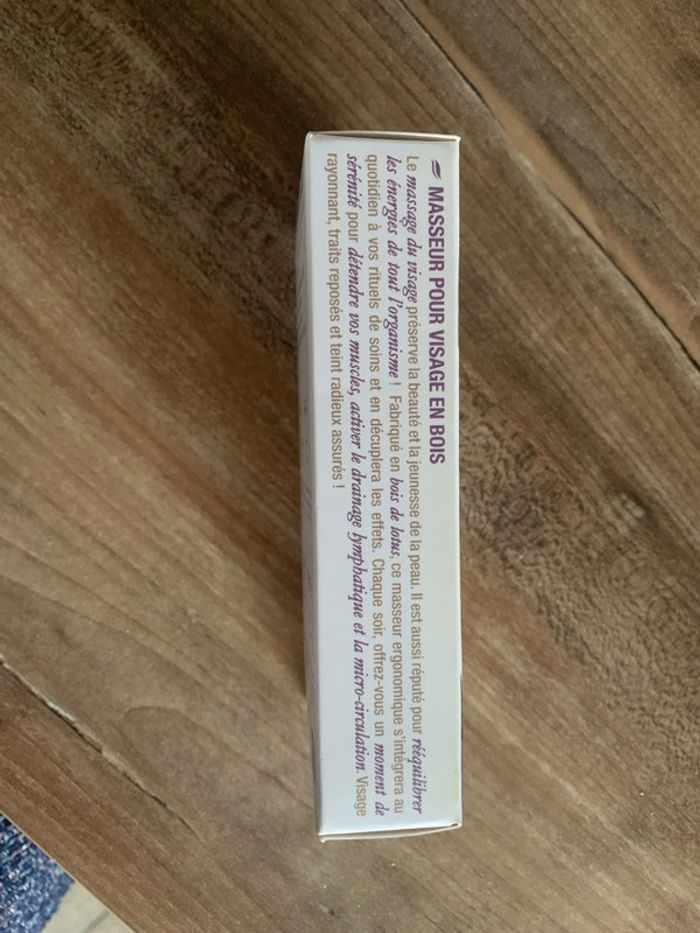 MASSEUR POUR VISAGE EN BOIS
Le massage du visage préserve la beauté et la jeunesse de la peau. Il est aussi réputé pour rééquilibrer
les énergies de tout l'organisme ! Fabriqué en bois de lotus, ce masseur ergonomique s'intègrera au
quotidien à vos rituels de soins et en décuplera les effets. Chaque soir, offrez-vous un moment de
sérénité pour détendre vos muscles, activer le drainage lymphatique et la micro-circulation. Visage
rayonnant, traits reposés et teint radieux assurés !